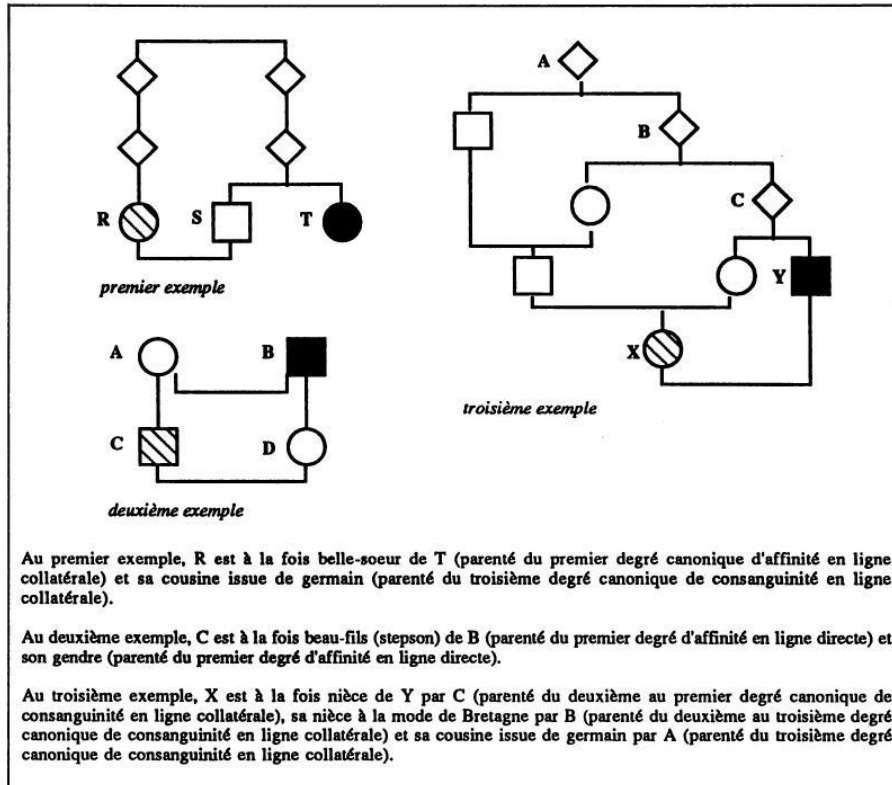 A
B
C
R
S
T
Y
premier exemple
A
B
X
troisième exemple
C
D
deuxième exemple
Au premier exemple, R est à la fois belle-soeur de T (parenté du premier degré canonique d'affinité en ligne
collatérale) et sa cousine issue de germain (parenté du troisième degré canonique de consanguinité en ligne
collatérale).
Au deuxième exemple, C est à la fois beau-fils (stepson) de B (parenté du premier degré d'affinité en ligne directe) et
son gendre (parenté du premier degré d'affinité en ligne directe).
Au troisième exemple, X est à la fois nièce de Y par C (parenté du deuxième au premier degré canonique de
consanguinité en ligne collatérale), sa nièce à la mode de Bretagne par B (parenté du deuxième au troisième degré
canonique de consanguinité en ligne collatérale) et sa cousine issue de germain par A (parenté du troisième degré
canonique de consanguinité en ligne collatérale).